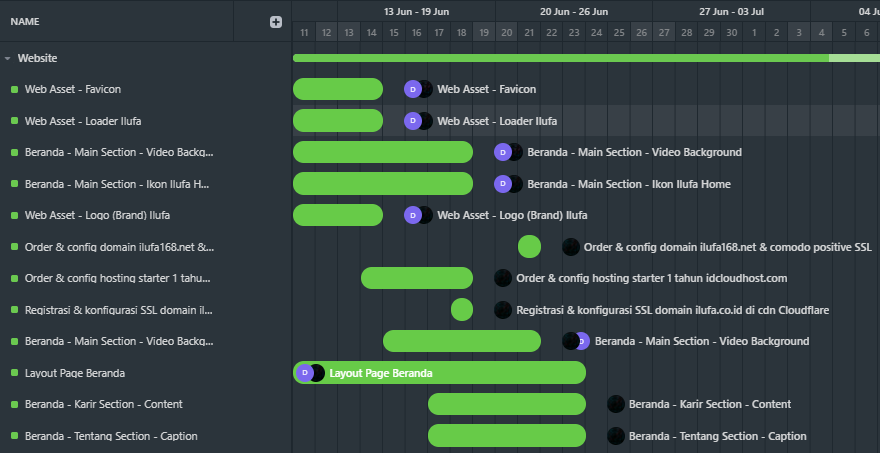 NAME
13 Jun - 19 Jun 20 Jun - 26 Jun 27 Jun - 03 Jul 04 Ju
11 12 13 14 15 16 17 18 19 20 21 22 23 24 25 26 27 28 29 30 1 2 3 4 5 6
Website
Web Asset - Favicon D Web Asset - Favicon
Web Asset - Loader Ilufa D Web Asset - Loader Ilufa
Beranda - Main Section - Video Backg... D Beranda - Main Section - Video Background
Beranda - Main Section - Ikon Ilufa H... D Beranda - Main Section - Ikon Ilufa Home
Web Asset - Logo (Brand) Ilufa D Web Asset - Logo (Brand) Ilufa
Order & config domain ilufa168.net &... Order & config domain ilufa168.net & comodo positive SSL
Order & config hosting starter 1 tahu... Order & config hosting starter 1 tahun idcloudhost.com
Registrasi & konfigurasi SSL domain il... Registrasi & konfigurasi SSL domain ilufa.co.id di cdn Cloudflare
Beranda - Main Section - Video Backg... D Beranda - Main Section - Video Background
Layout Page Beranda D Layout Page Beranda
Beranda - Karir Section - Content Beranda - Karir Section - Content
Beranda - Tentang Section - Caption Beranda - Tentang Section - Caption